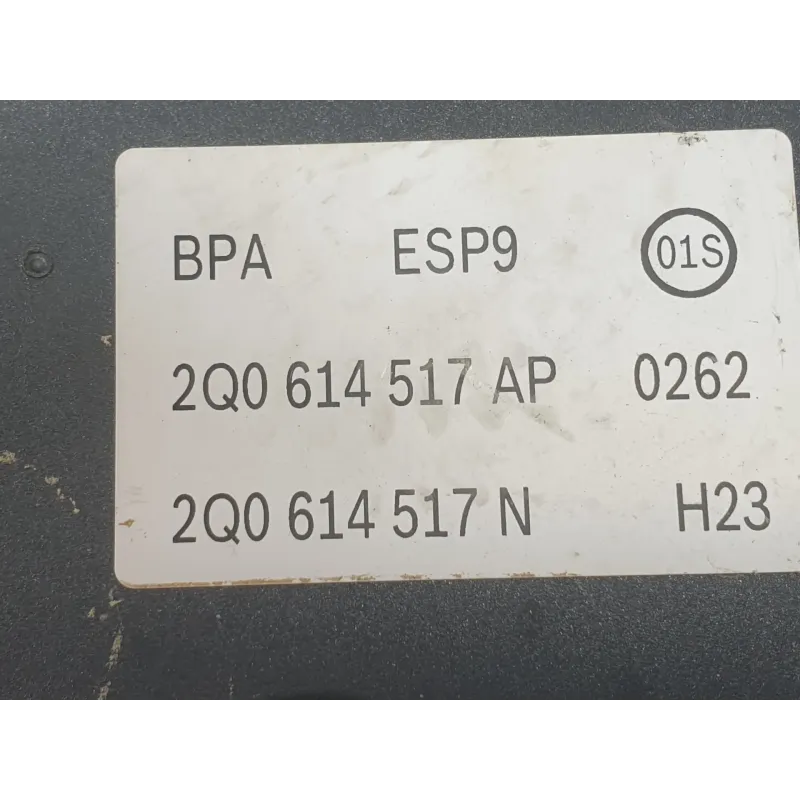 BPA ESP9 01S
2Q0 614 517 AP 0262
2Q0 614 517 N H23